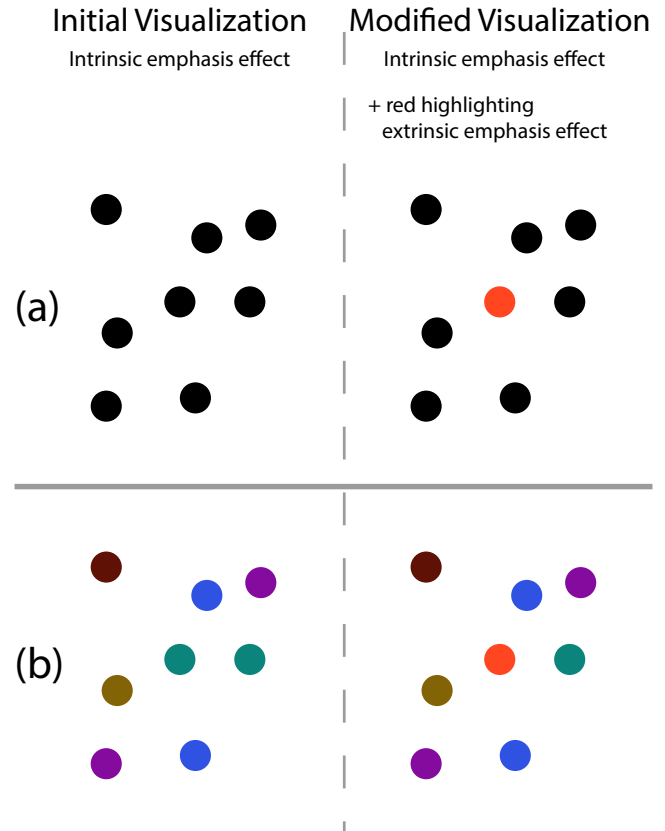 Initial Visualization
Intrinsic emphasis effect
Modified Visualization
Intrinsic emphasis effect
+ red highlighting
extrinsic emphasis effect
(a)
(b)